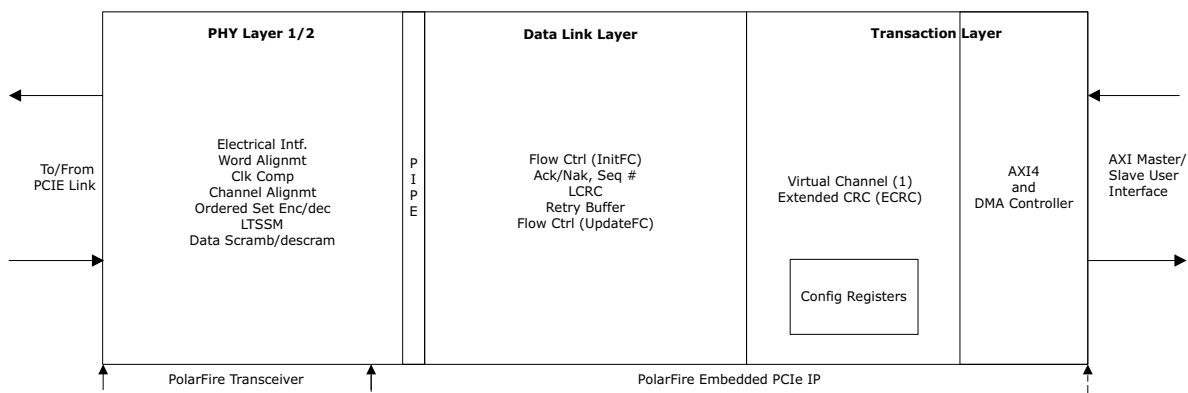 PHY Layer 1/2
Data Link Layer
Transaction Layer
To/From
PCIE Link
Electrical Intf.
Word Alignmt
Clk Comp
Channel Alignmt
Ordered Set Enc/dec
LTSSM
Data Scramb/descram
P
I
P
E
Flow Ctrl (InitFC)
Ack/Nak, Seq #
LCRC
Retry Buffer
Flow Ctrl (UpdateFC)
Virtual Channel (1)
Extended CRC (ECRC)
Config Registers
AXI4
and
DMA Controller
AXI Master/
Slave User
Interface
PolarFire Transceiver
PolarFire Embedded PCIe IP